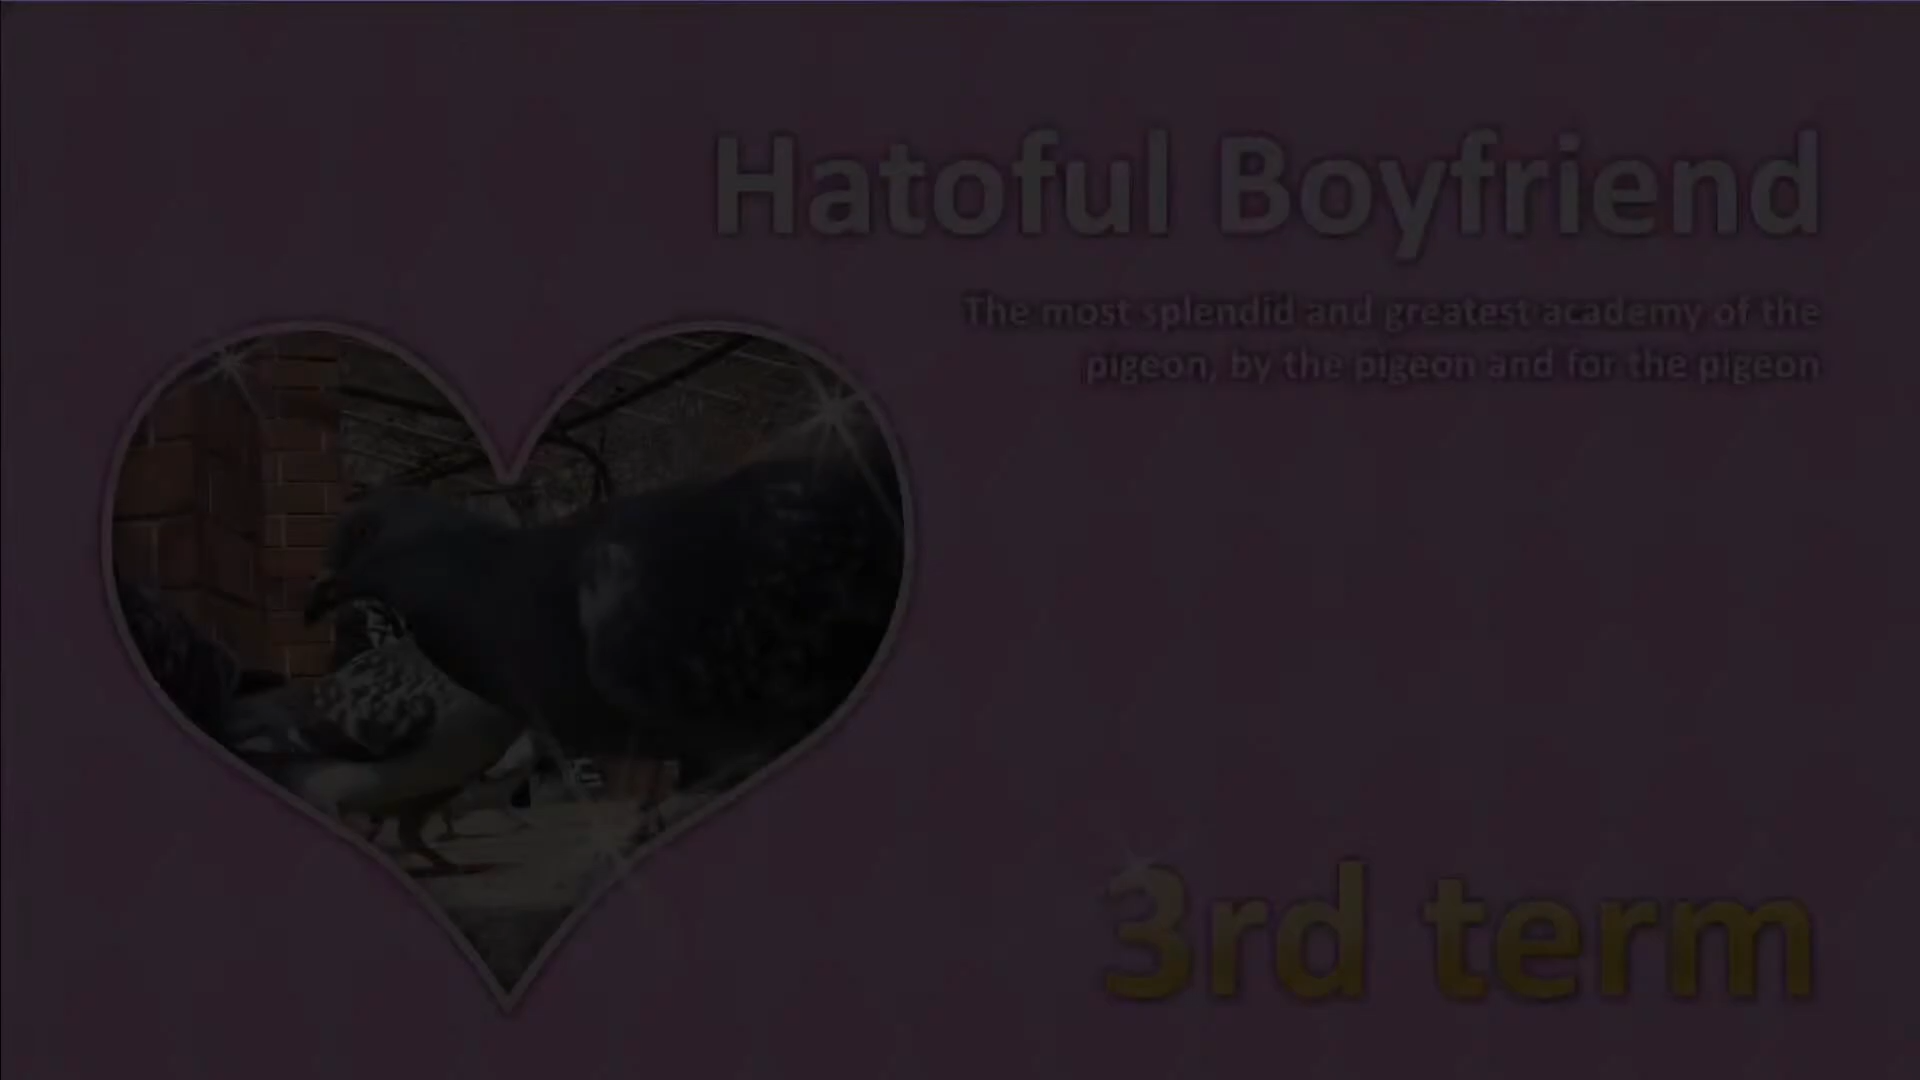 Hatoful Boyfriend
The most splendid and greatest academy of the
pigeon, by the pigeon and for the pigeon
3rd term